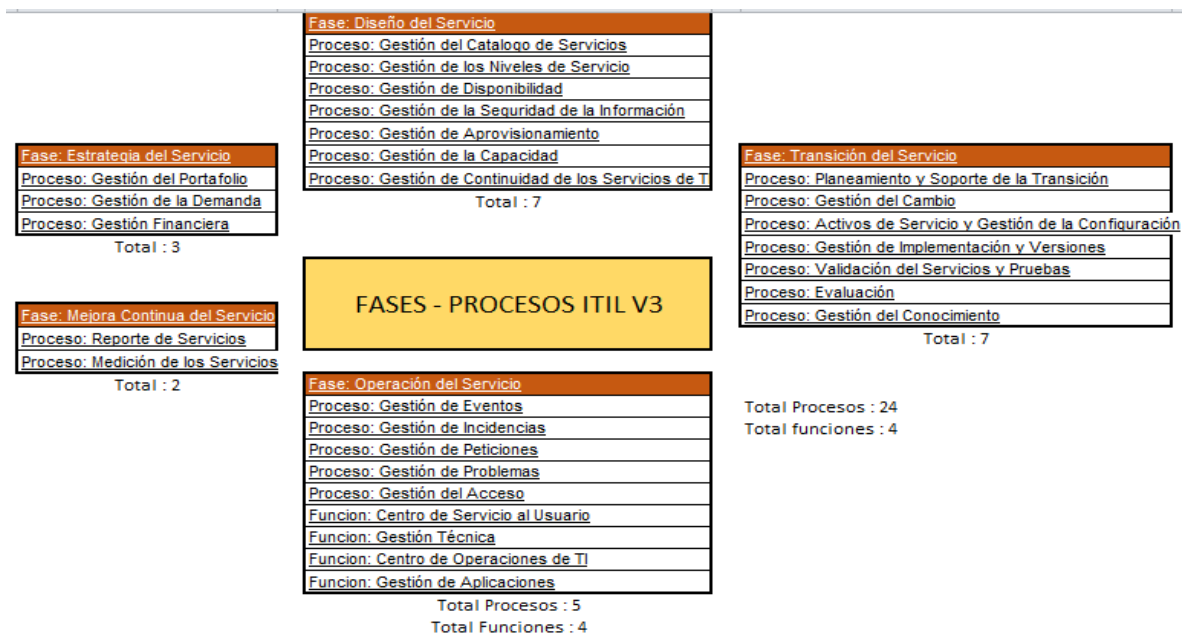 Fase: Diseño del Servicio
Proceso: Gestión del Catalogo de Servicios
Proceso: Gestión de los Niveles de Servicio
Proceso: Gestión de Disponibilidad
Proceso: Gestión de la Seguridad de la Información
Proceso: Gestión de Aprovisionamiento
Proceso: Gestión de la Capacidad
Proceso: Gestión de Continuidad de los Servicios de T
Total : 7
Fase: Estrategia del Servicio
Proceso: Gestión del Portafolio
Proceso: Gestión de la Demanda
Proceso: Gestión Financiera
Total : 3
Fase: Transición del Servicio
Proceso: Planeamiento y Soporte de la Transición
Proceso: Gestión del Cambio
Proceso: Activos de Servicio y Gestión de la Configuración
Proceso: Gestión de Implementación y Versiones
Proceso: Validación del Servicios y Pruebas
Proceso: Evaluación
Proceso: Gestión del Conocimiento
Total : 7
FASES - PROCESOS ITIL V3
Fase: Mejora Continua del Servicio
Proceso: Reporte de Servicios
Proceso: Medición de los Servicios
Total : 2
Fase: Operación del Servicio
Proceso: Gestión de Eventos
Proceso: Gestión de Incidencias
Proceso: Gestión de Peticiones
Proceso: Gestión de Problemas
Proceso: Gestión del Acceso
Funcion: Centro de Servicio al Usuario
Funcion: Gestión Técnica
Funcion: Centro de Operaciones de TI
Funcion: Gestión de Aplicaciones
Total Procesos : 5
Total Funciones : 4
Total Procesos : 24
Total funciones : 4